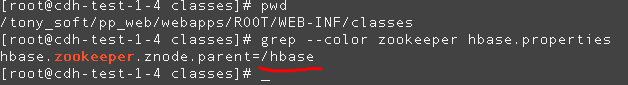 [root@cdh-test-1-4 classes]# pwd
/tony_soft/pp_web/webapps/ROOT/WEB-INF/classes
[root@cdh-test-1-4 classes]# grep --color zookeeper hbase.properties
hbase.zookeeper.znode.parent=/hbase
[root@cdh-test-1-4 classes]# _